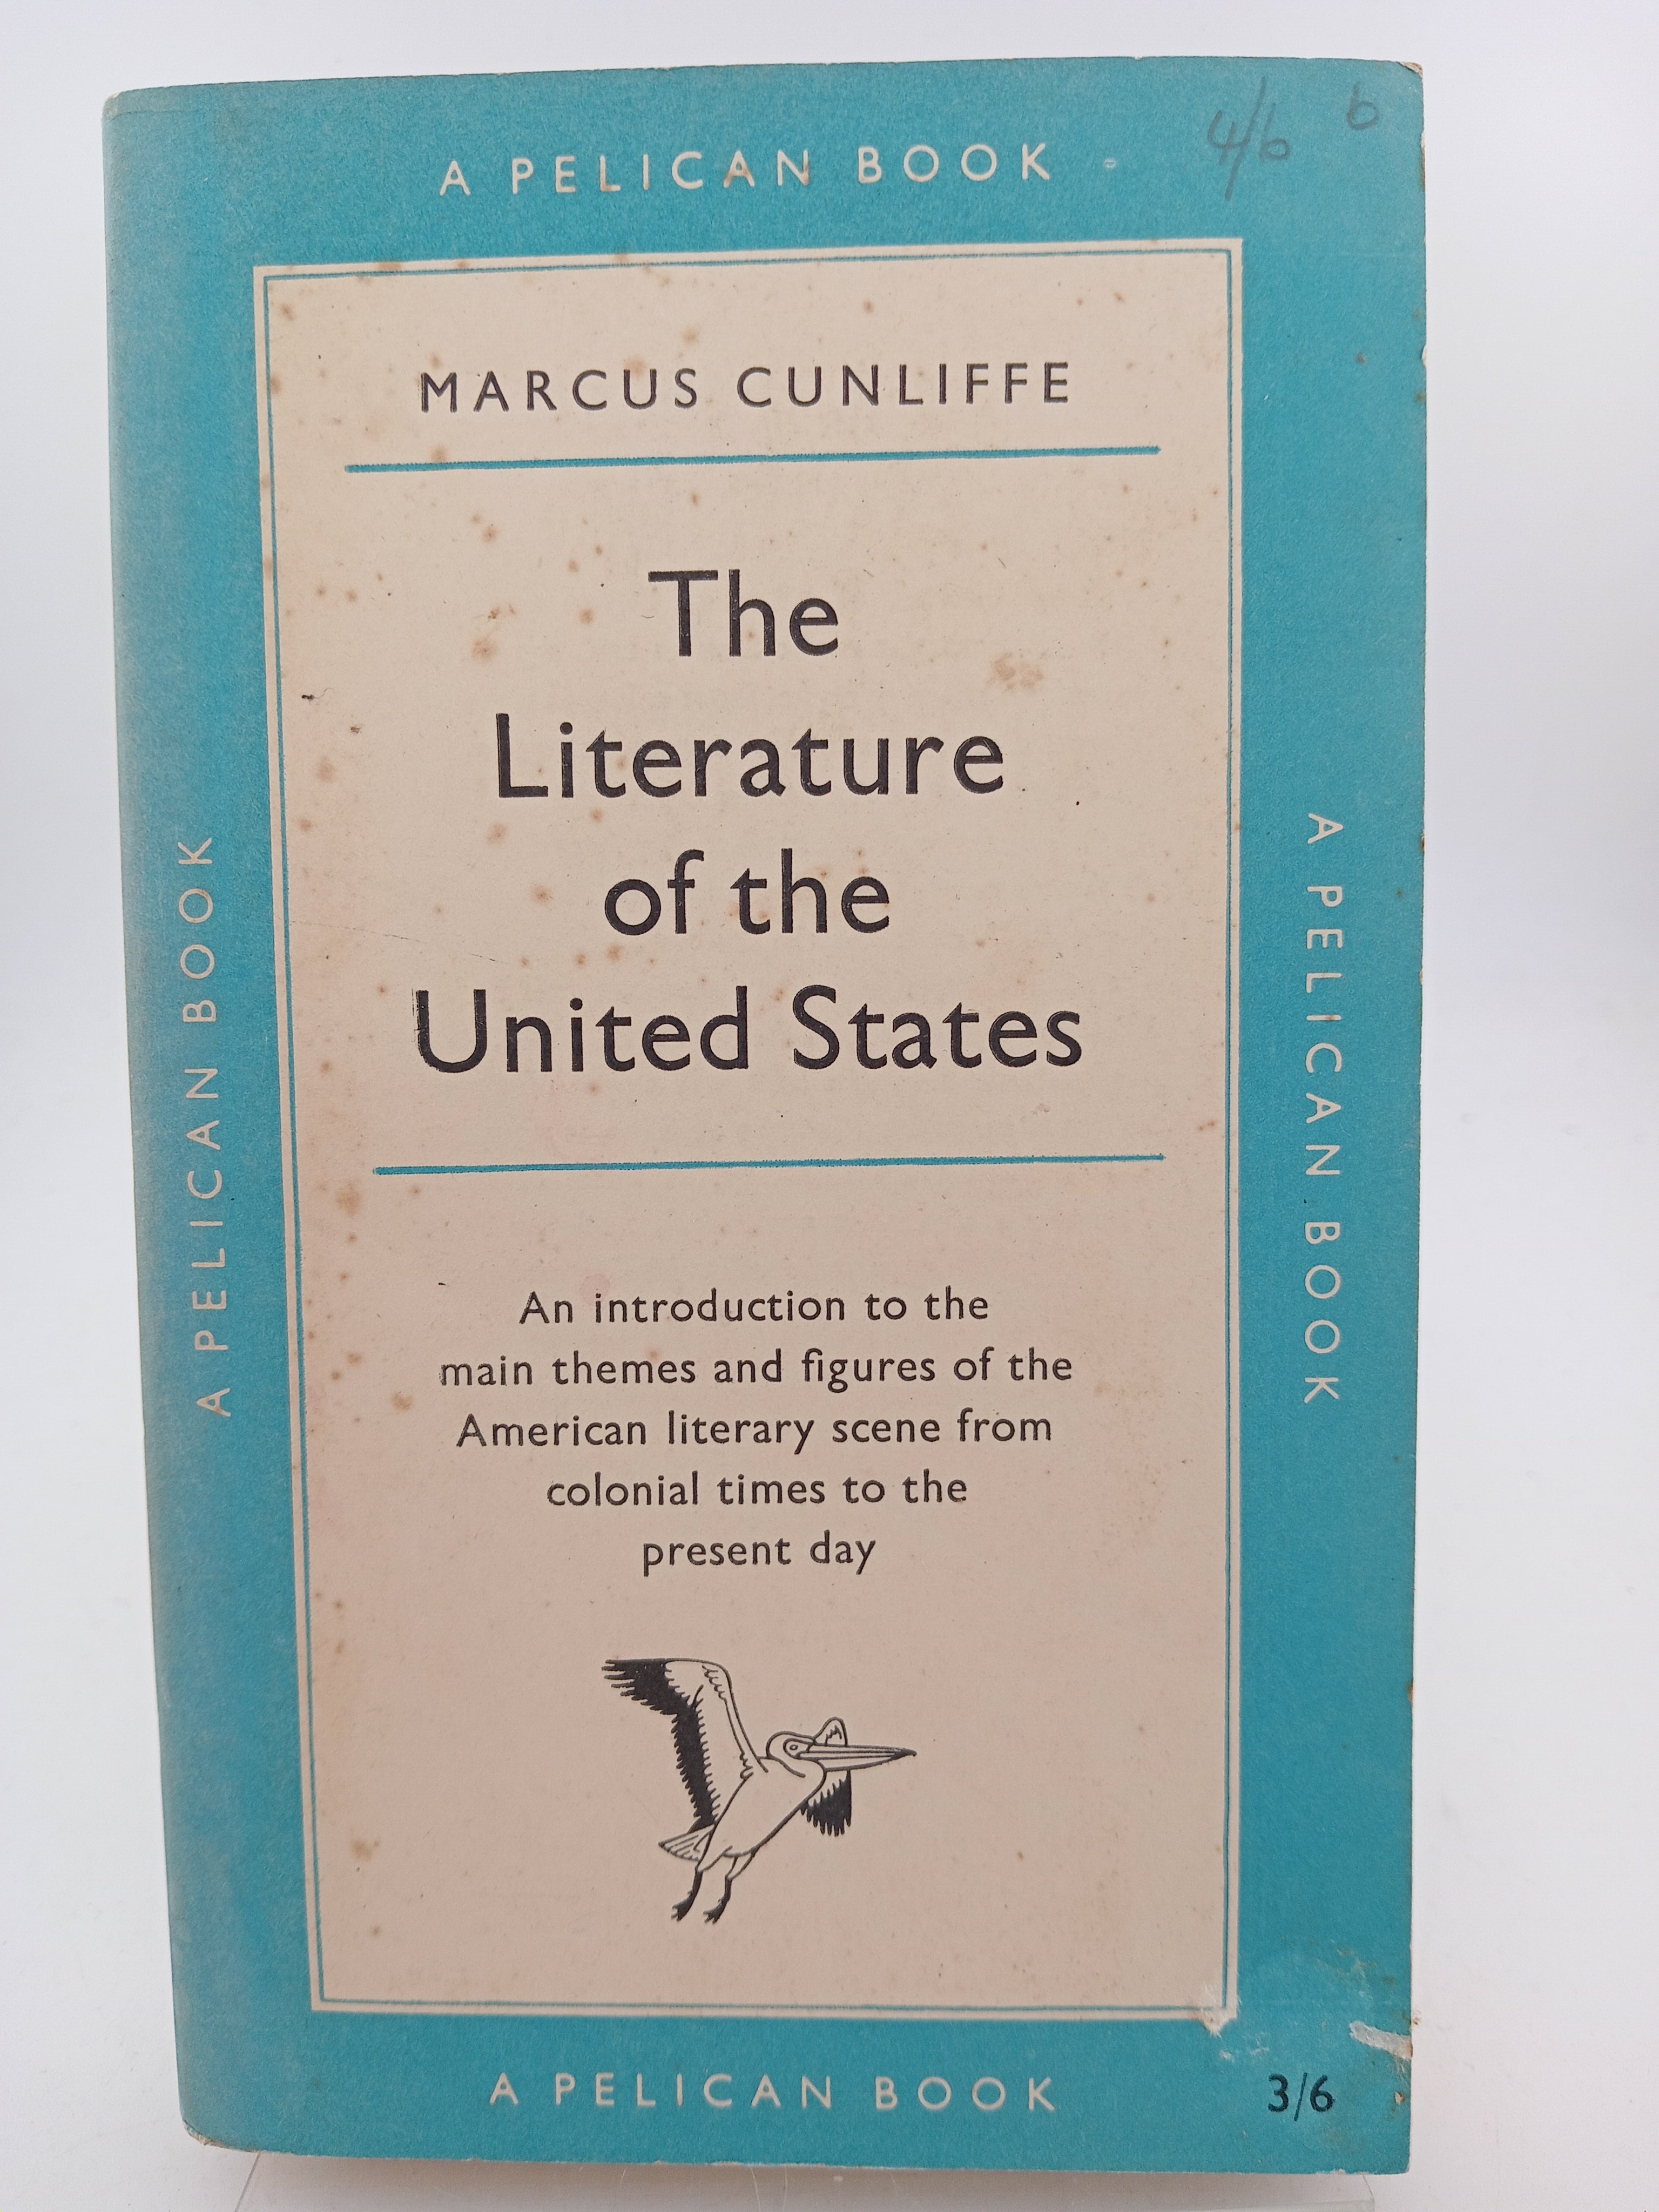 A PELICAN BOOK
4/6
6
MARCUS CUNLIFFE
The
Literature
of the
United States
An introduction to the
main themes and figures of the
American literary scene from
colonial times to the
present day
A PELICAN BOOK
A PELICAN BOOK
A PELICAN BOOK
3/6